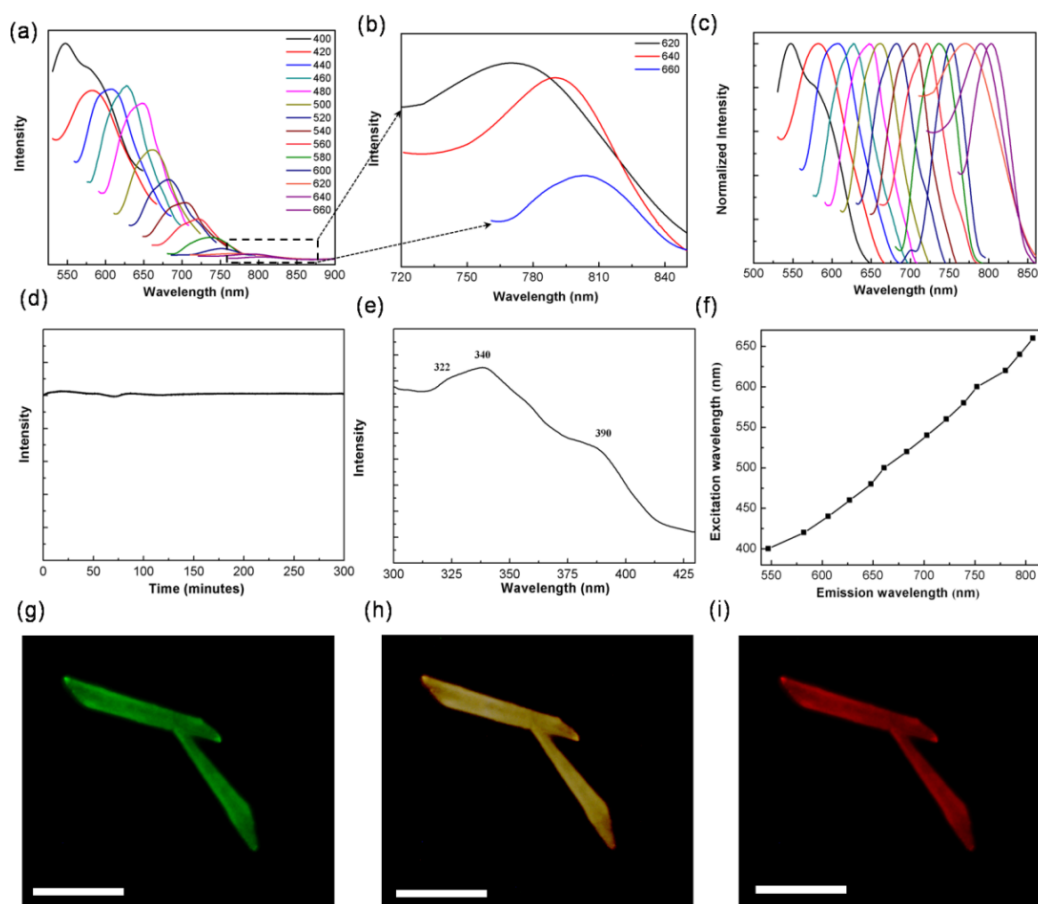 (a)
Intensity
400
420
440
460
480
500
520
540
560
580
600
620
640
660
550 600 650 700 750 800 850 900
Wavelength (nm)
(b)
Intensity
620
640
660
720 750 780 810 840
Wavelength (nm)
(c)
Normalized Intensity
500 550 600 650 700 750 800 850
Wavelength (nm)
(d)
Intensity
0 50 100 150 200 250 300
Time (minutes)
(e)
Intensity
322
340
390
300 325 350 375 400 425
Wavelength (nm)
(f)
Excitation wavelength (nm)
650
600
550
500
450
400
550 600 650 700 750 800
Emission wavelength (nm)
(g)
(h)
(i)